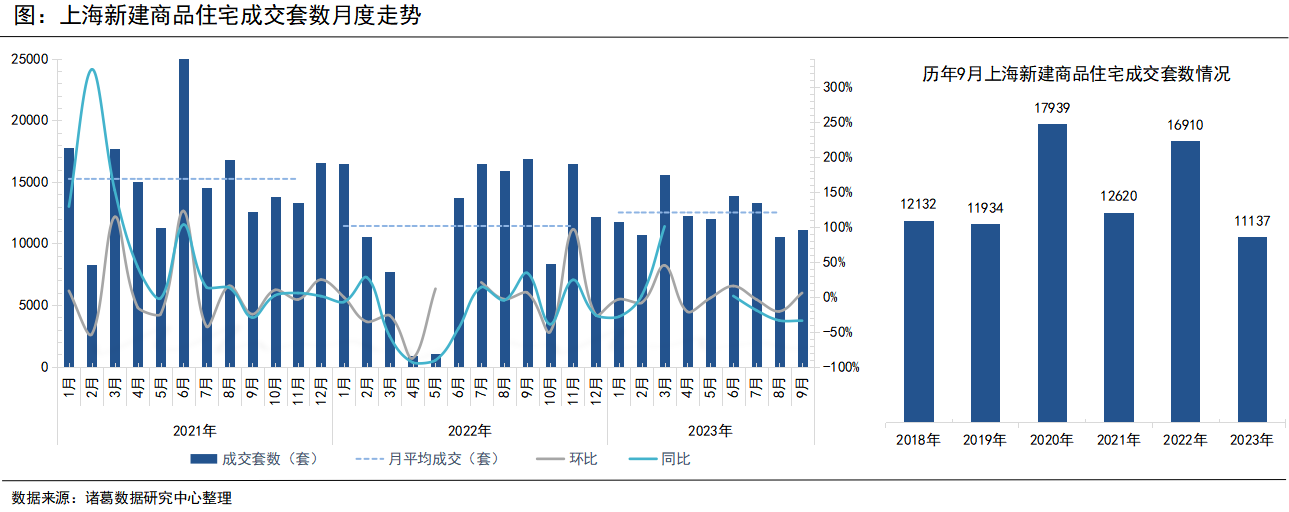 图：上海新建商品住宅成交套数月度走势
25000
20000
15000
10000
5000
0
300%
250%
200%
150%
100%
50%
0%
-50%
-100%
1月 2月 3月 4月 5月 6月 7月 8月 9月 10月 11月 12月 1月 2月 3月 4月 5月 6月 7月 8月 9月 10月 11月 12月 1月 2月 3月 4月 5月 6月 7月 8月 9月
2021年 2022年 2023年
成交套数（套） 月平均成交（套） 环比 同比
历年9月上海新建商品住宅成交套数情况
12132 11934 17939 12620 16910 11137
2018年 2019年 2020年 2021年 2022年 2023年
数据来源：诸葛数据研究中心整理